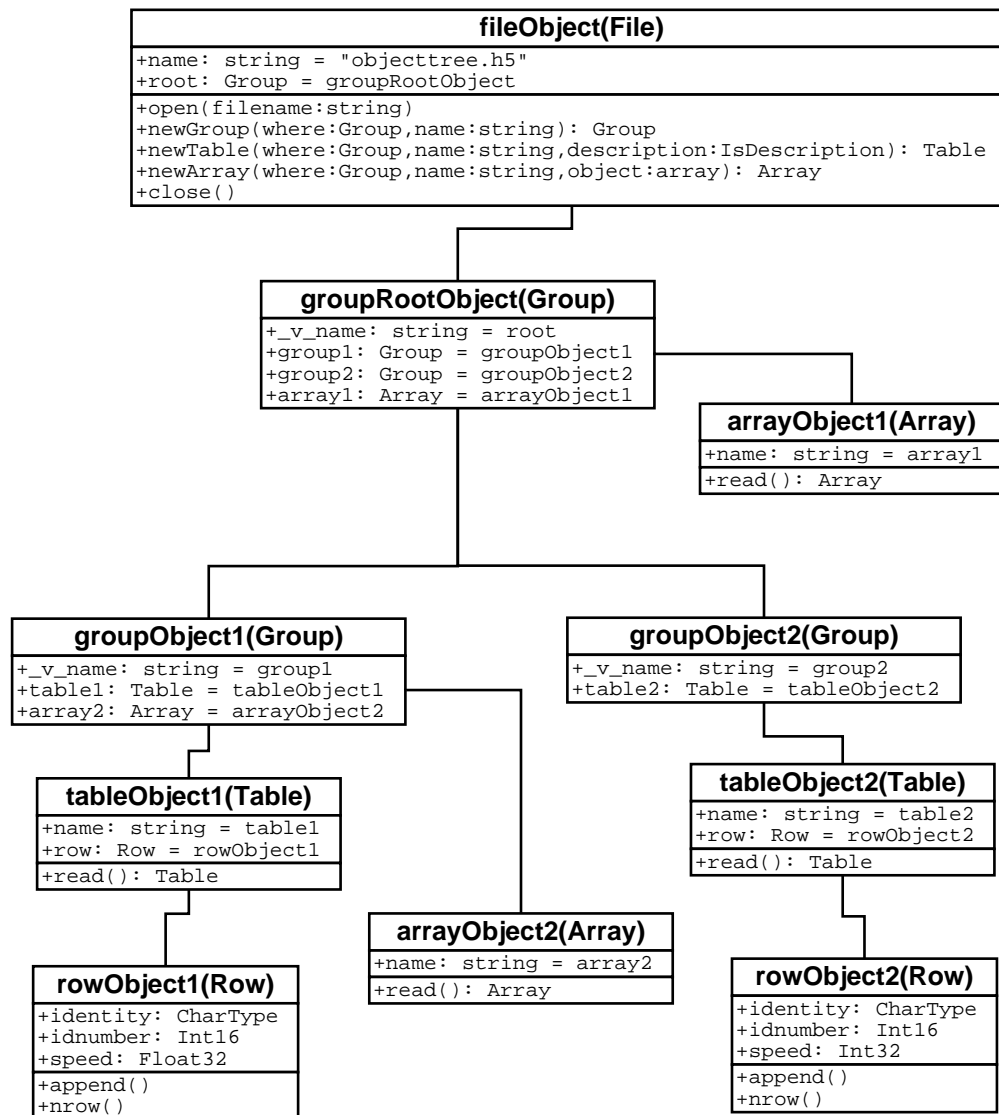 fileObject(File)
+name: string = "objecttree.h5"
+root: Group = groupRootObject
+open(filename:string)
+newGroup(where:Group,name:string): Group
+newTable(where:Group,name:string,description:IsDescription): Table
+newArray(where:Group,name:string,object:array): Array
+close()
groupRootObject(Group)
+_v_name: string = root
+group1: Group = groupObject1
+group2: Group = groupObject2
+array1: Array = arrayObject1
arrayObject1(Array)
+name: string = array1
+read(): Array
groupObject1(Group)
+_v_name: string = group1
+table1: Table = tableObject1
+array2: Array = arrayObject2
groupObject2(Group)
+_v_name: string = group2
+table2: Table = tableObject2
tableObject1(Table)
+name: string = table1
+row: Row = rowObject1
+read(): Table
tableObject2(Table)
+name: string = table2
+row: Row = rowObject2
+read(): Table
arrayObject2(Array)
+name: string = array2
+read(): Array
rowObject1(Row)
+identity: CharType
+idnumber: Int16
+speed: Float32
+append()
+nrow()
rowObject2(Row)
+identity: CharType
+idnumber: Int16
+speed: Int32
+append()
+nrow()